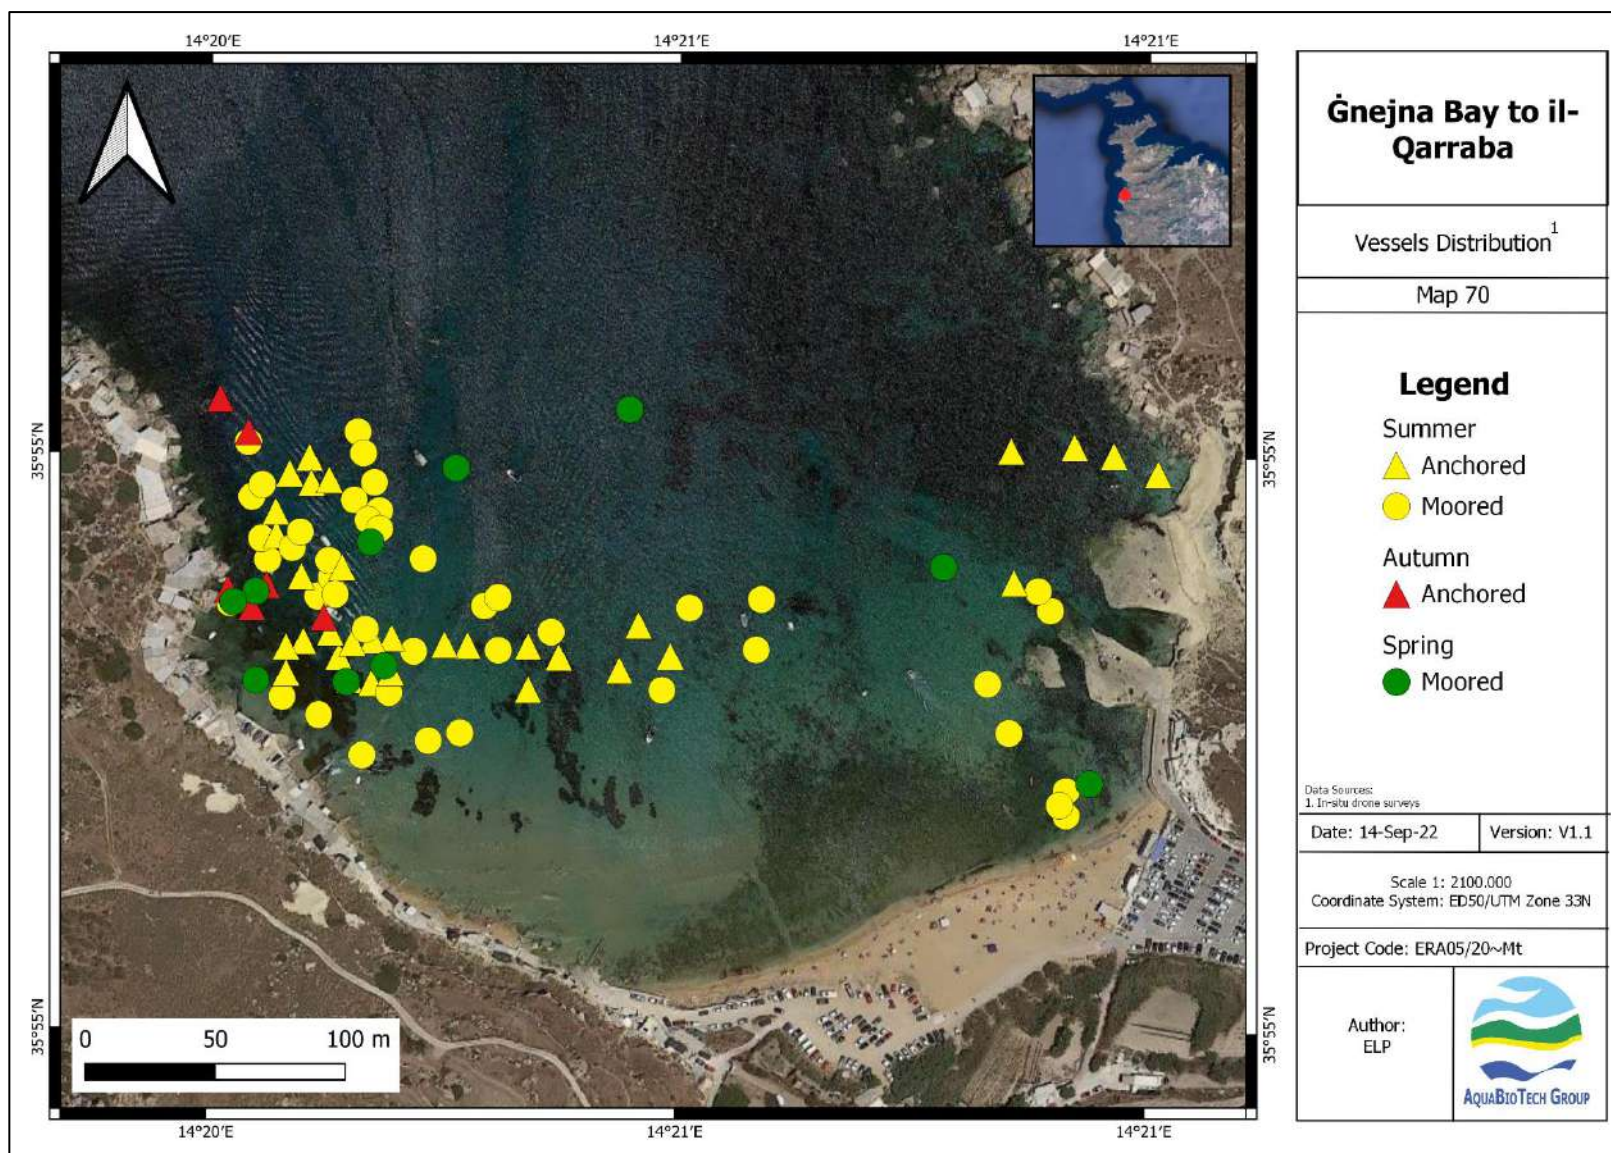 14°20′E
14°21′E
14°21′E
35°55′N
35°55′N
35°55′N
35°55′N
0 50 100 m
14°20′E
14°21′E
14°21′E
Ġnejna Bay to il-
Qarraba
Vessels Distribution1
Map 70
Legend
Summer
Anchored
Moored
Autumn
Anchored
Spring
Moored
Data Sources:
1. In-situ drone surveys
Date: 14-Sep-22
Version: V1.1
Scale 1: 2100.000
Coordinate System: ED50/UTM Zone 33N
Project Code: ERA05/20~Mt
Author:
ELP
AQUABIOTECH GROUP